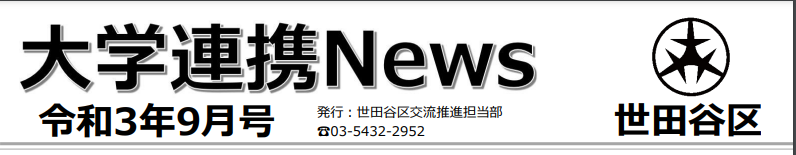 大学連携News
令和3年9月号
発行：世田谷区交流推進担当部
☎03-5432-2952
世田谷区